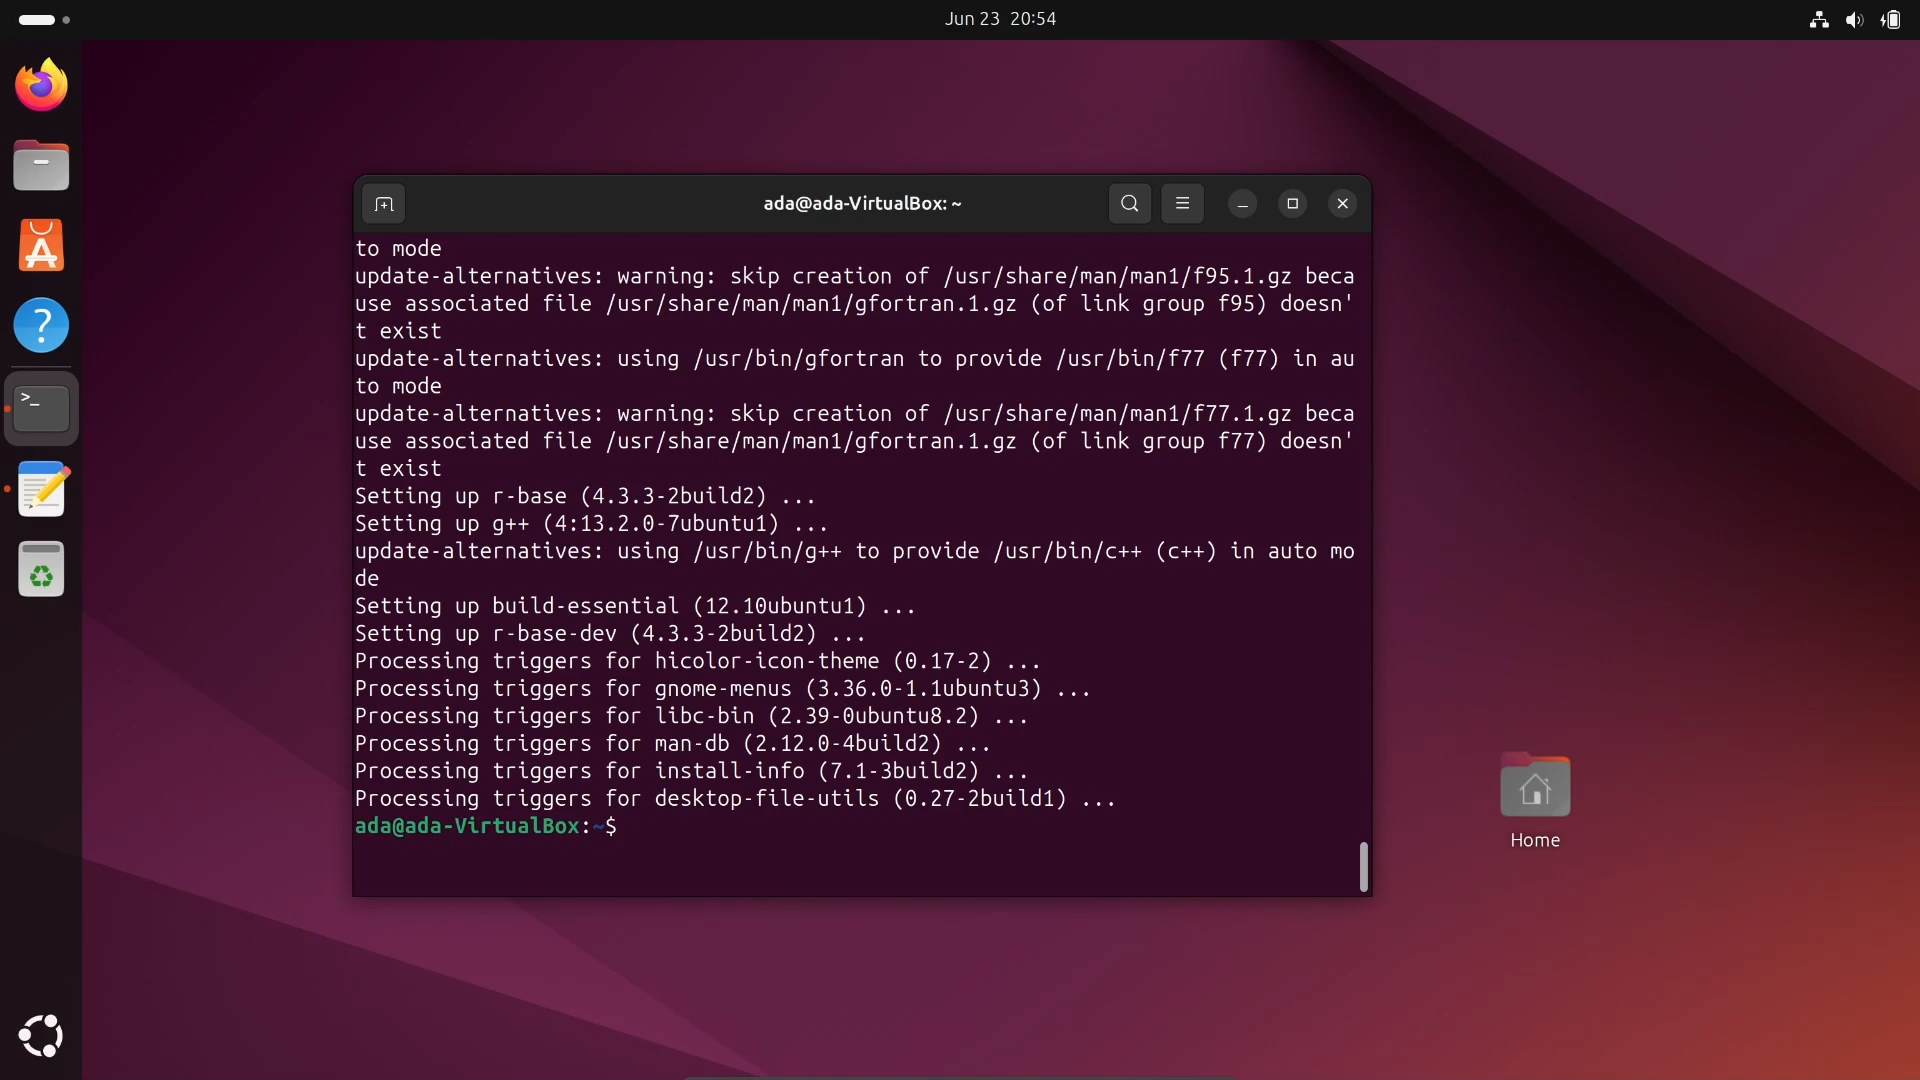 Jun 23 20:54
ada@ada-VirtualBox: ~
to mode
update-alternatives: warning: skip creation of /usr/share/man/man1/f95.1.gz beca
use associated file /usr/share/man/man1/gfortran.1.gz (of link group f95) doesn'
t exist
update-alternatives: using /usr/bin/gfortran to provide /usr/bin/f77 (f77) in au
to mode
update-alternatives: warning: skip creation of /usr/share/man/man1/f77.1.gz beca
use associated file /usr/share/man/man1/gfortran.1.gz (of link group f77) doesn'
t exist
Setting up r-base (4.3.3-2build2) ...
Setting up g++ (4:13.2.0-7ubuntu1) ...
update-alternatives: using /usr/bin/g++ to provide /usr/bin/c++ (c++) in auto mo
de
Setting up build-essential (12.10ubuntu1) ...
Setting up r-base-dev (4.3.3-2build2) ...
Processing triggers for hicolor-icon-theme (0.17-2) ...
Processing triggers for gnome-menus (3.36.0-1.1ubuntu3) ...
Processing triggers for libc-bin (2.39-0ubuntu8.2) ...
Processing triggers for man-db (2.12.0-4build2) ...
Processing triggers for install-info (7.1-3build2) ...
Processing triggers for desktop-file-utils (0.27-2build1) ...
ada@ada-VirtualBox:~$
Home